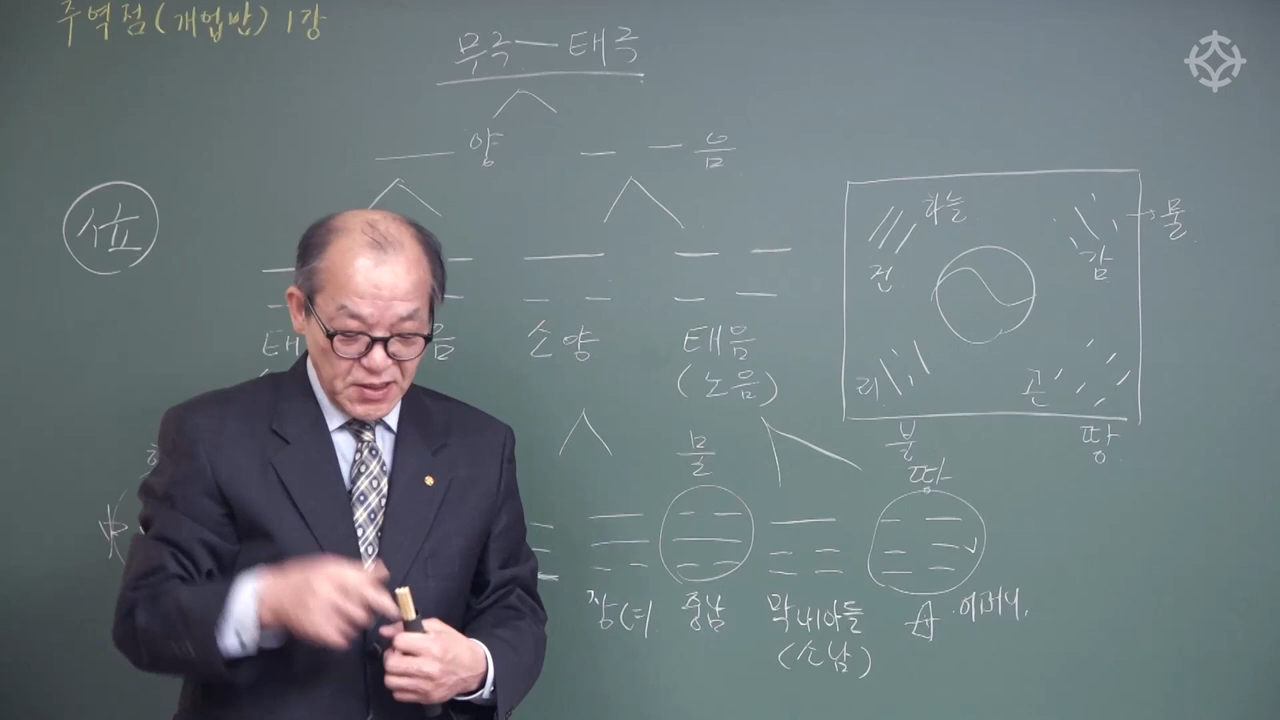 주역점(개업반) 1강
무극 — 태극
양 음
位
하늘
물
건
감
소양 태음
(노음)
리
곤
불
땅
물
땅
장녀 중남 막내아들 母 어머니.
(소남)